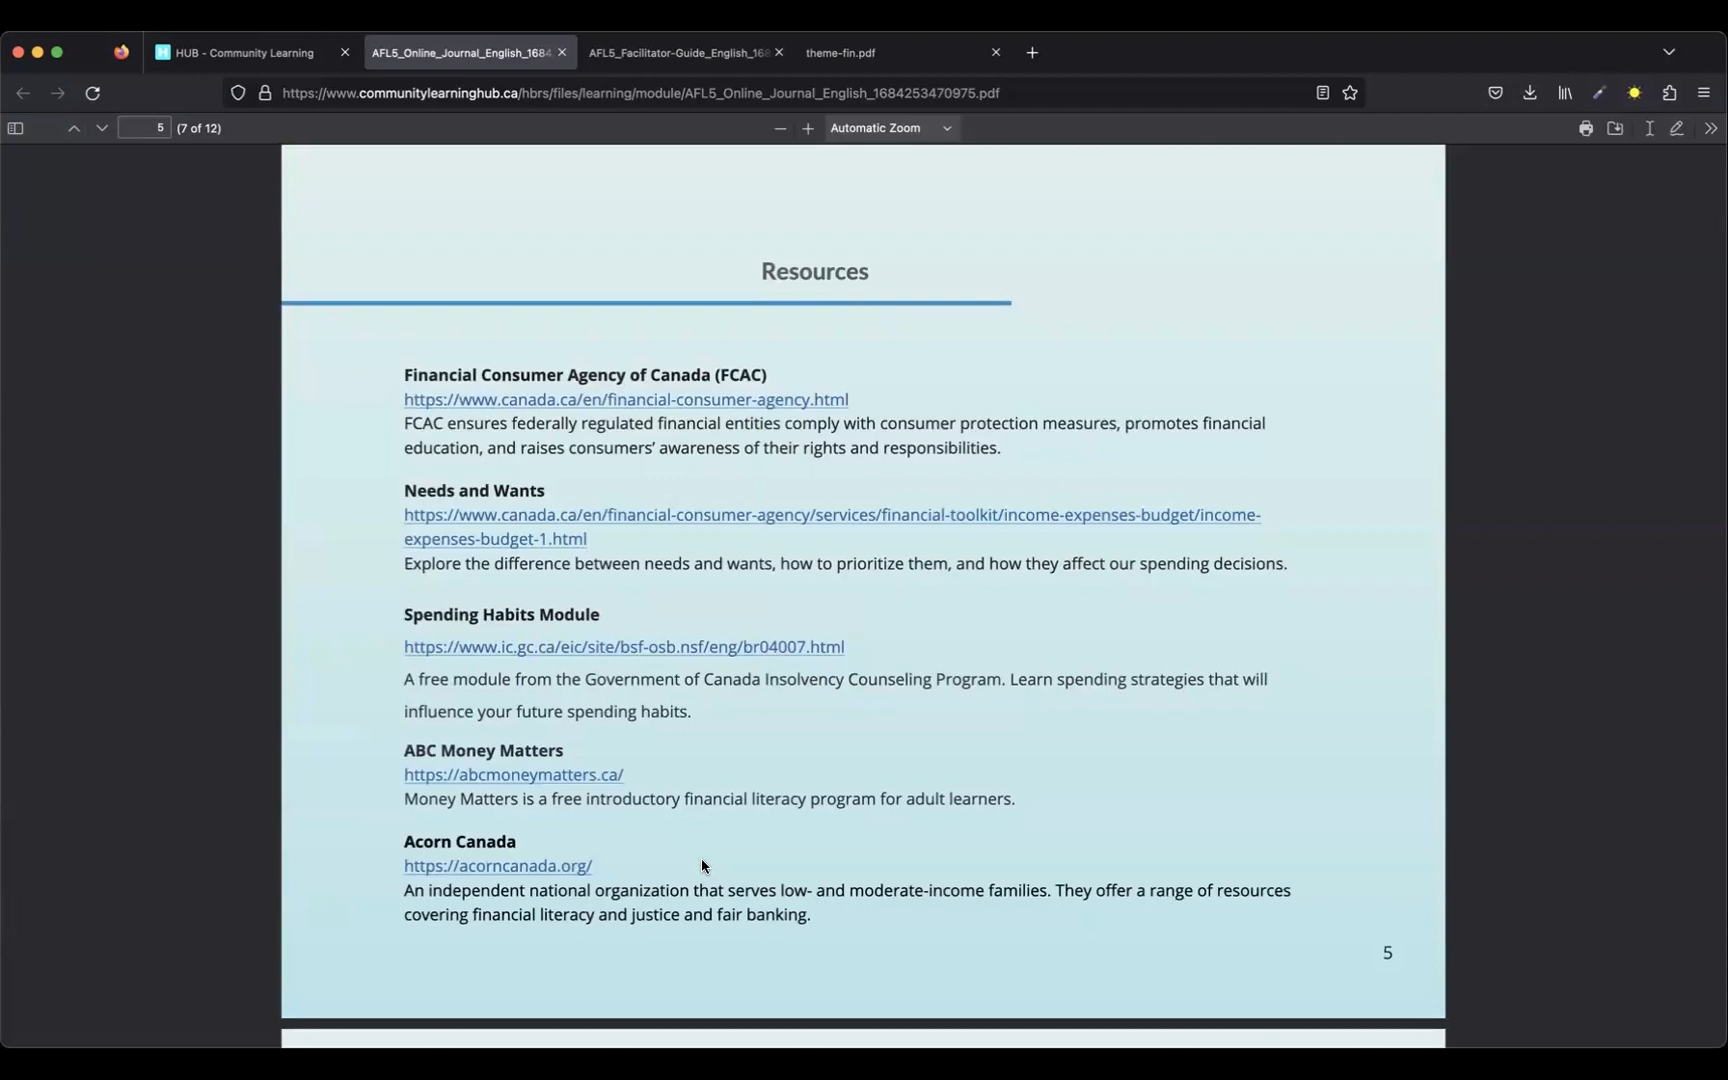 HUB - Community Learning
AFL5_Online_Journal_English_1684
AFL5_Facilitator-Guide_English_168
theme-fin.pdf
https://www.communitylearninghub.ca/hbrs/files/learning/module/AFL5_Online_Journal_English_1684253470975.pdf
5 (7 of 12)
Automatic Zoom
Resources
Financial Consumer Agency of Canada (FCAC)
https://www.canada.ca/en/financial-consumer-agency.html
FCAC ensures federally regulated financial entities comply with consumer protection measures, promotes financial
education, and raises consumers’ awareness of their rights and responsibilities.
Needs and Wants
https://www.canada.ca/en/financial-consumer-agency/services/financial-toolkit/income-expenses-budget/income-
expenses-budget-1.html
Explore the difference between needs and wants, how to prioritize them, and how they affect our spending decisions.
Spending Habits Module
https://www.ic.gc.ca/eic/site/bsf-osb.nsf/eng/br04007.html
A free module from the Government of Canada Insolvency Counseling Program. Learn spending strategies that will
influence your future spending habits.
ABC Money Matters
https://abcmoneymatters.ca/
Money Matters is a free introductory financial literacy program for adult learners.
Acorn Canada
https://acorncanada.org/
An independent national organization that serves low- and moderate-income families. They offer a range of resources
covering financial literacy and justice and fair banking.
5